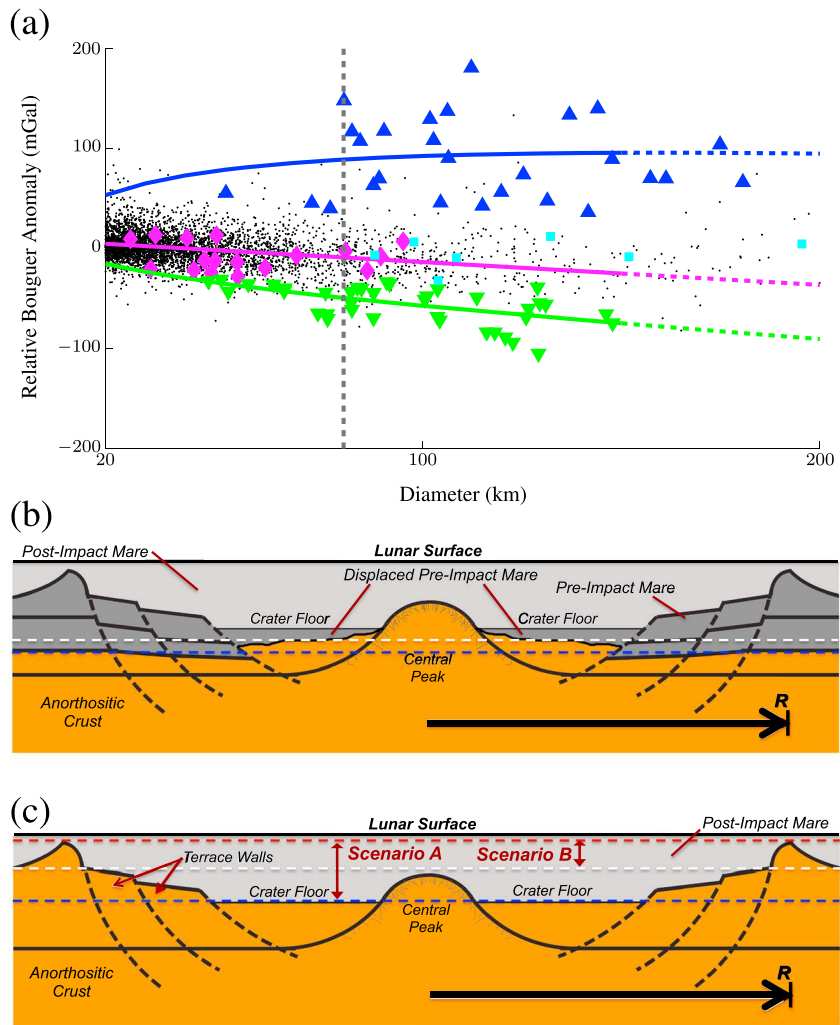 (a)
200
100
0
−100
−200
Relative Bouguer Anomaly (mGal)
20
100
200
Diameter (km)
(b)
Post-Impact Mare
Lunar Surface
Displaced Pre-Impact Mare
Pre-Impact Mare
Crater Floor
Crater Floor
Central
Peak
Anorthositic
Crust
R
(c)
Lunar Surface
Post-Impact Mare
Terrace Walls
Scenario A
Scenario B
Crater Floor
Crater Floor
Central
Peak
Anorthositic
Crust
R